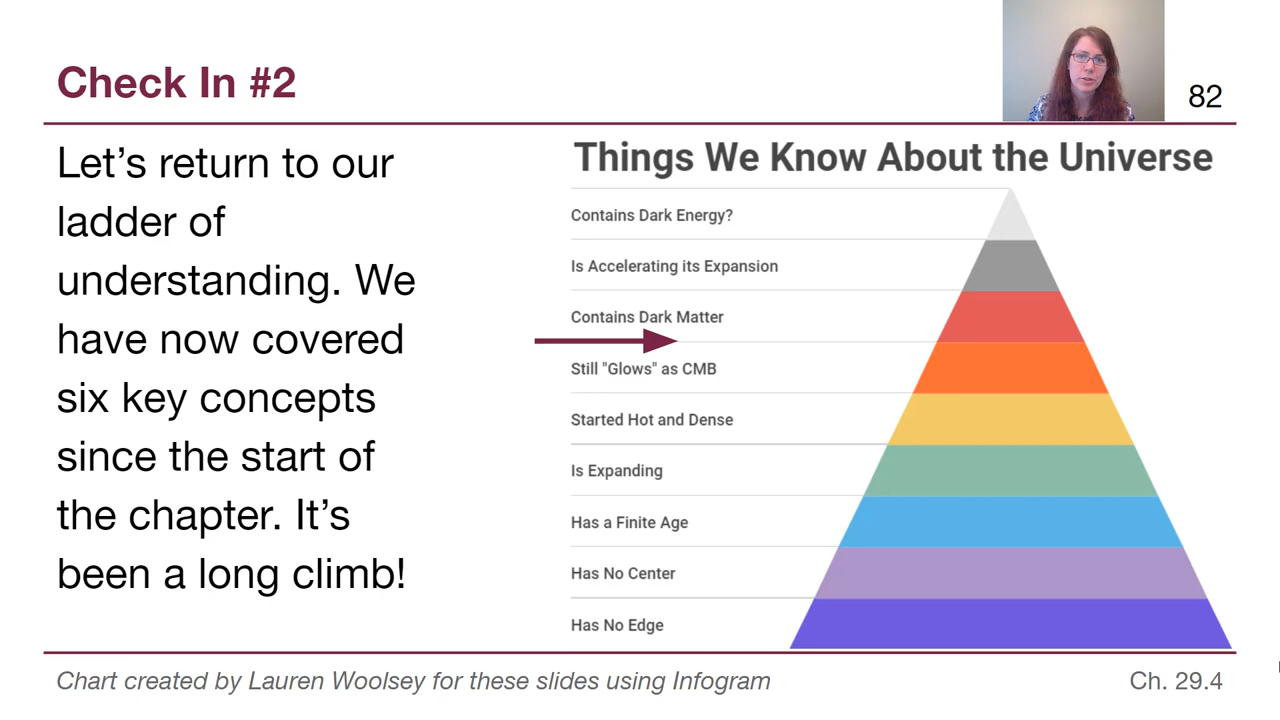 Check In #2
82
Let’s return to our
ladder of
understanding. We
have now covered
six key concepts
since the start of
the chapter. It’s
been a long climb!
Things We Know About the Universe
Contains Dark Energy?
Is Accelerating its Expansion
Contains Dark Matter
Still "Glows" as CMB
Started Hot and Dense
Is Expanding
Has a Finite Age
Has No Center
Has No Edge
Chart created by Lauren Woolsey for these slides using Infogram
Ch. 29.4